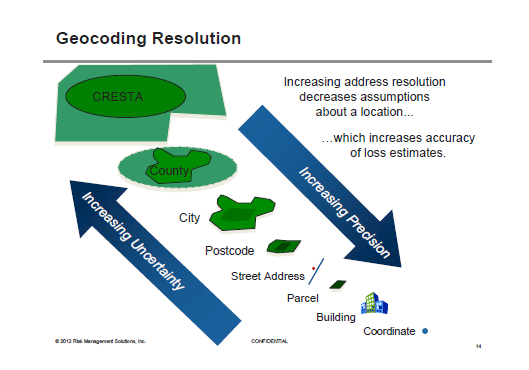 Geocoding Resolution
CRESTA
Increasing address resolution
decreases assumptions
about a location...
…which increases accuracy
of loss estimates.
County
Increasing Precision
Increasing Uncertainty
City
Postcode
Street Address
Parcel
Building
Coordinate
© 2012 Risk Management Solutions, Inc.
CONFIDENTIAL
14